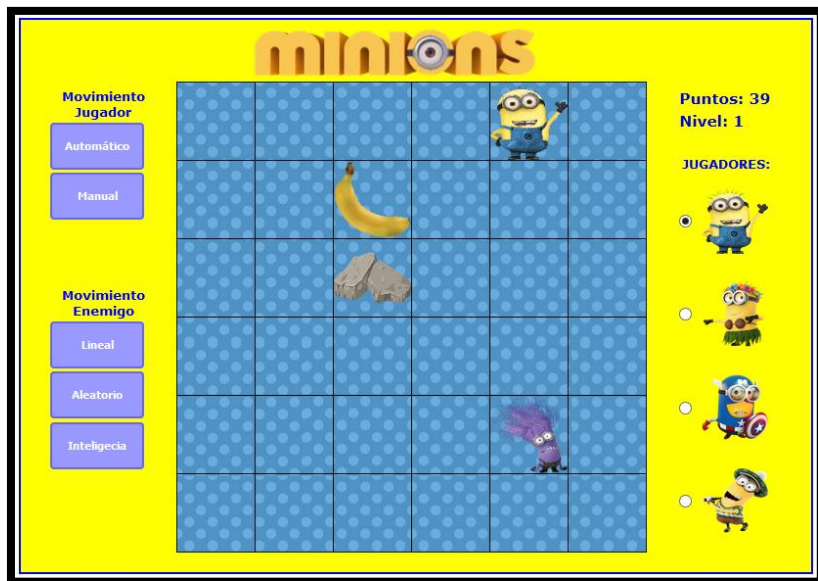 MINIONS
Movimiento
Jugador
Automático
Manual
Movimiento
Enemigo
Lineal
Aleatorio
Inteligecia
Puntos: 39
Nivel: 1
JUGADORES: